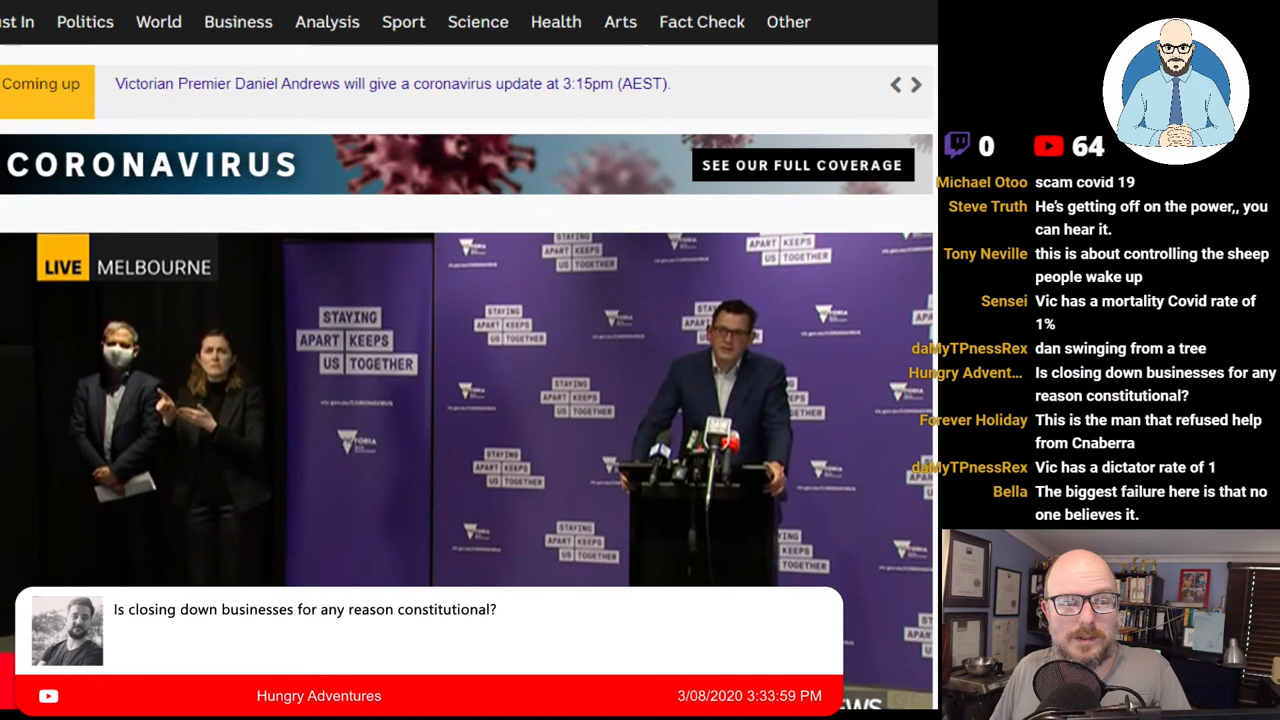 st In Politics World Business Analysis Sport Science Health Arts Fact Check Other
Coming up
Victorian Premier Daniel Andrews will give a coronavirus update at 3:15pm (AEST).
CORONAVIRUS
SEE OUR FULL COVERAGE
LIVE MELBOURNE
STAYING
APART KEEPS
US TOGETHER
STAYING
APART KEEPS
US TOGETHER
0
64
Michael Otoo scam covid 19
Steve Truth He's getting off on the power,, you
can hear it.
Tony Neville this is about controlling the sheep
people wake up
Sensei Vic has a mortality Covid rate of
1%
daMyTPnessRex dan swinging from a tree
Hungry Advent... Is closing down businesses for any
reason constitutional?
Forever Holiday This is the man that refused help
from Cnaberra
daMyTPnessRex Vic has a dictator rate of 1
Bella The biggest failure here is that no
one believes it.
Is closing down businesses for any reason constitutional?
Hungry Adventures
3/08/2020 3:33:59 PM